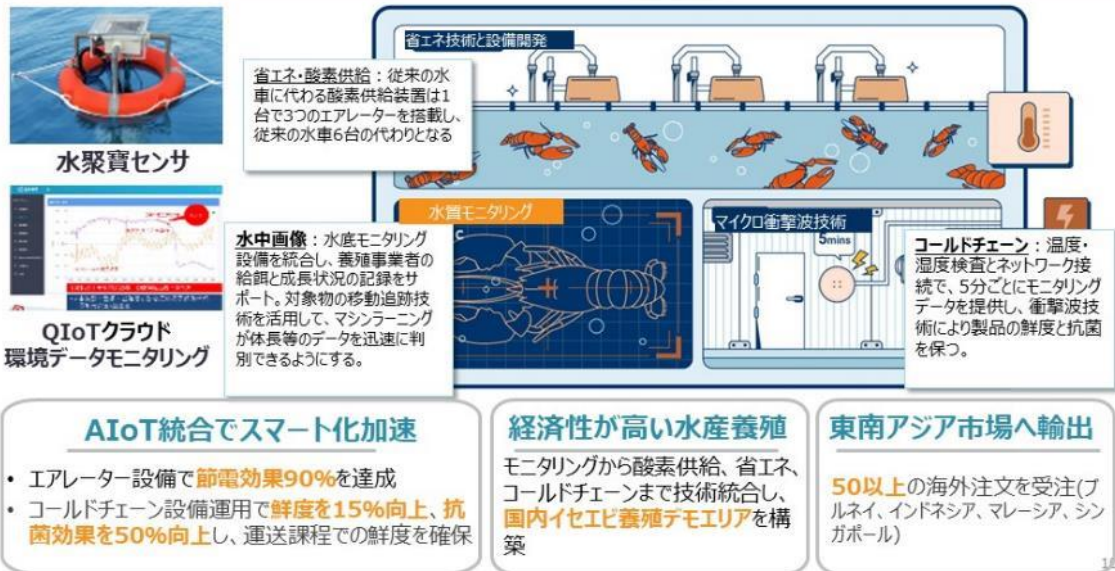 水聚寶センサ
QIoTクラウド
環境データモニタリング
省エネ技術と設備開発
省エネ・酸素供給：従来の水
車に代わる酸素供給装置は1
台で3つのエアレーターを搭載し、
従来の水車6台の代わりとなる
水質モニタリング
水中画像：水底モニタリング
設備を統合し、養殖事業者の
給餌と成長状況の記録をサ
ポート。対象物の移動追跡技
術を活用して、マシンラーニング
が体長等のデータを迅速に判
別できるようにする。
マイクロ衝撃波技術
5mins
コールドチェーン：温度・
湿度検査とネットワーク接
続で、5分ごとにモニタリング
データを提供し、衝撃波技
術により製品の鮮度と抗菌
を保つ。
AIoT統合でスマート化加速
• エアレーター設備で節電効果90%を達成
• コールドチェーン設備運用で鮮度を15%向上、抗
菌効果を50%向上し、運送課程での鮮度を確保
経済性が高い水産養殖
モニタリングから酸素供給、省エネ、
コールドチェーンまで技術統合し、
国内イセエビ養殖デモエリアを構
築
東南アジア市場へ輸出
50以上の海外注文を受注(ブ
ルネイ、インドネシア、マレーシア、シン
ガポール)